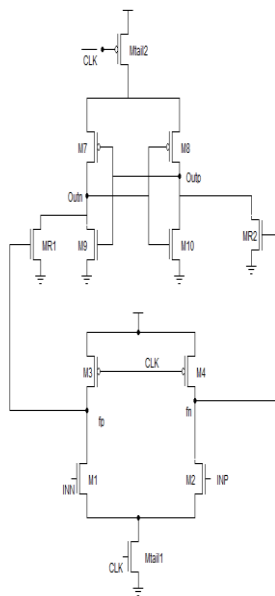 CLK Mtail2
M7 M8
Outp
Outn
MR1 M9 M10 MR2
M3 CLK M4
fp fn
INN M1 M2 INP
CLK Mtail1